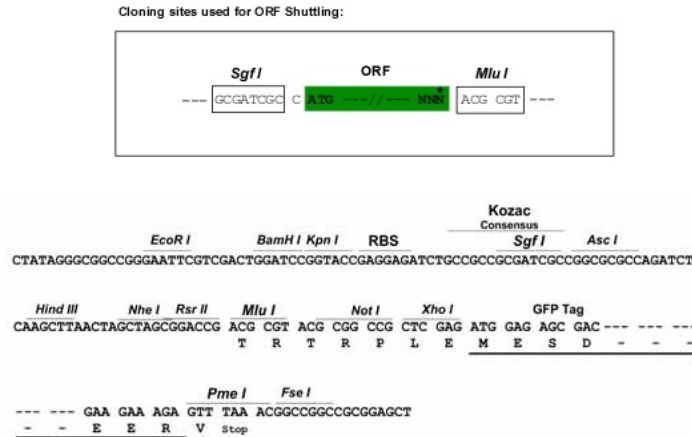 Cloning sites used for ORF Shuttling:
Sgf I ORF Mlu I
--- GCGATCGC C ATG ---//--- NNN* ACG CGT ---
Kozac
Consensus
EcoR I BamH I Kpn I RBS Sgf I Asc I
CTATAGGGCGGCCGGGAATTCGTCGACTGGATCCGGTACCGAGGAGATCTGCCGCCGCGATCGCCGGCGCGCCAGATCT
Hind III Nhe I Rsr II Mlu I Not I Xho I GFP Tag
CAAGCTTAACTAGCTAGCGGACCG ACG CGT ACG CGG CCG CTC GAG ATG GAG AGC GAC --- --- ---
T R T R P L E M E S D - - -
Pme I Fse I
--- --- GAA GAA AGA GTT TAA ACGGCCGGCCGCGGAGCT
- - E E R V Stop